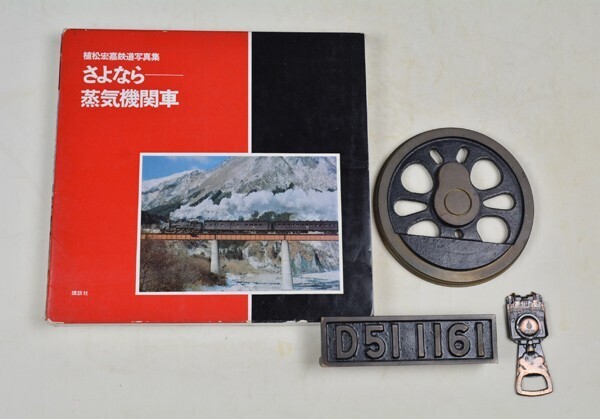 植松宏嘉鉄道写真集
さよなら──
蒸気機関車
講談社
D51 1161